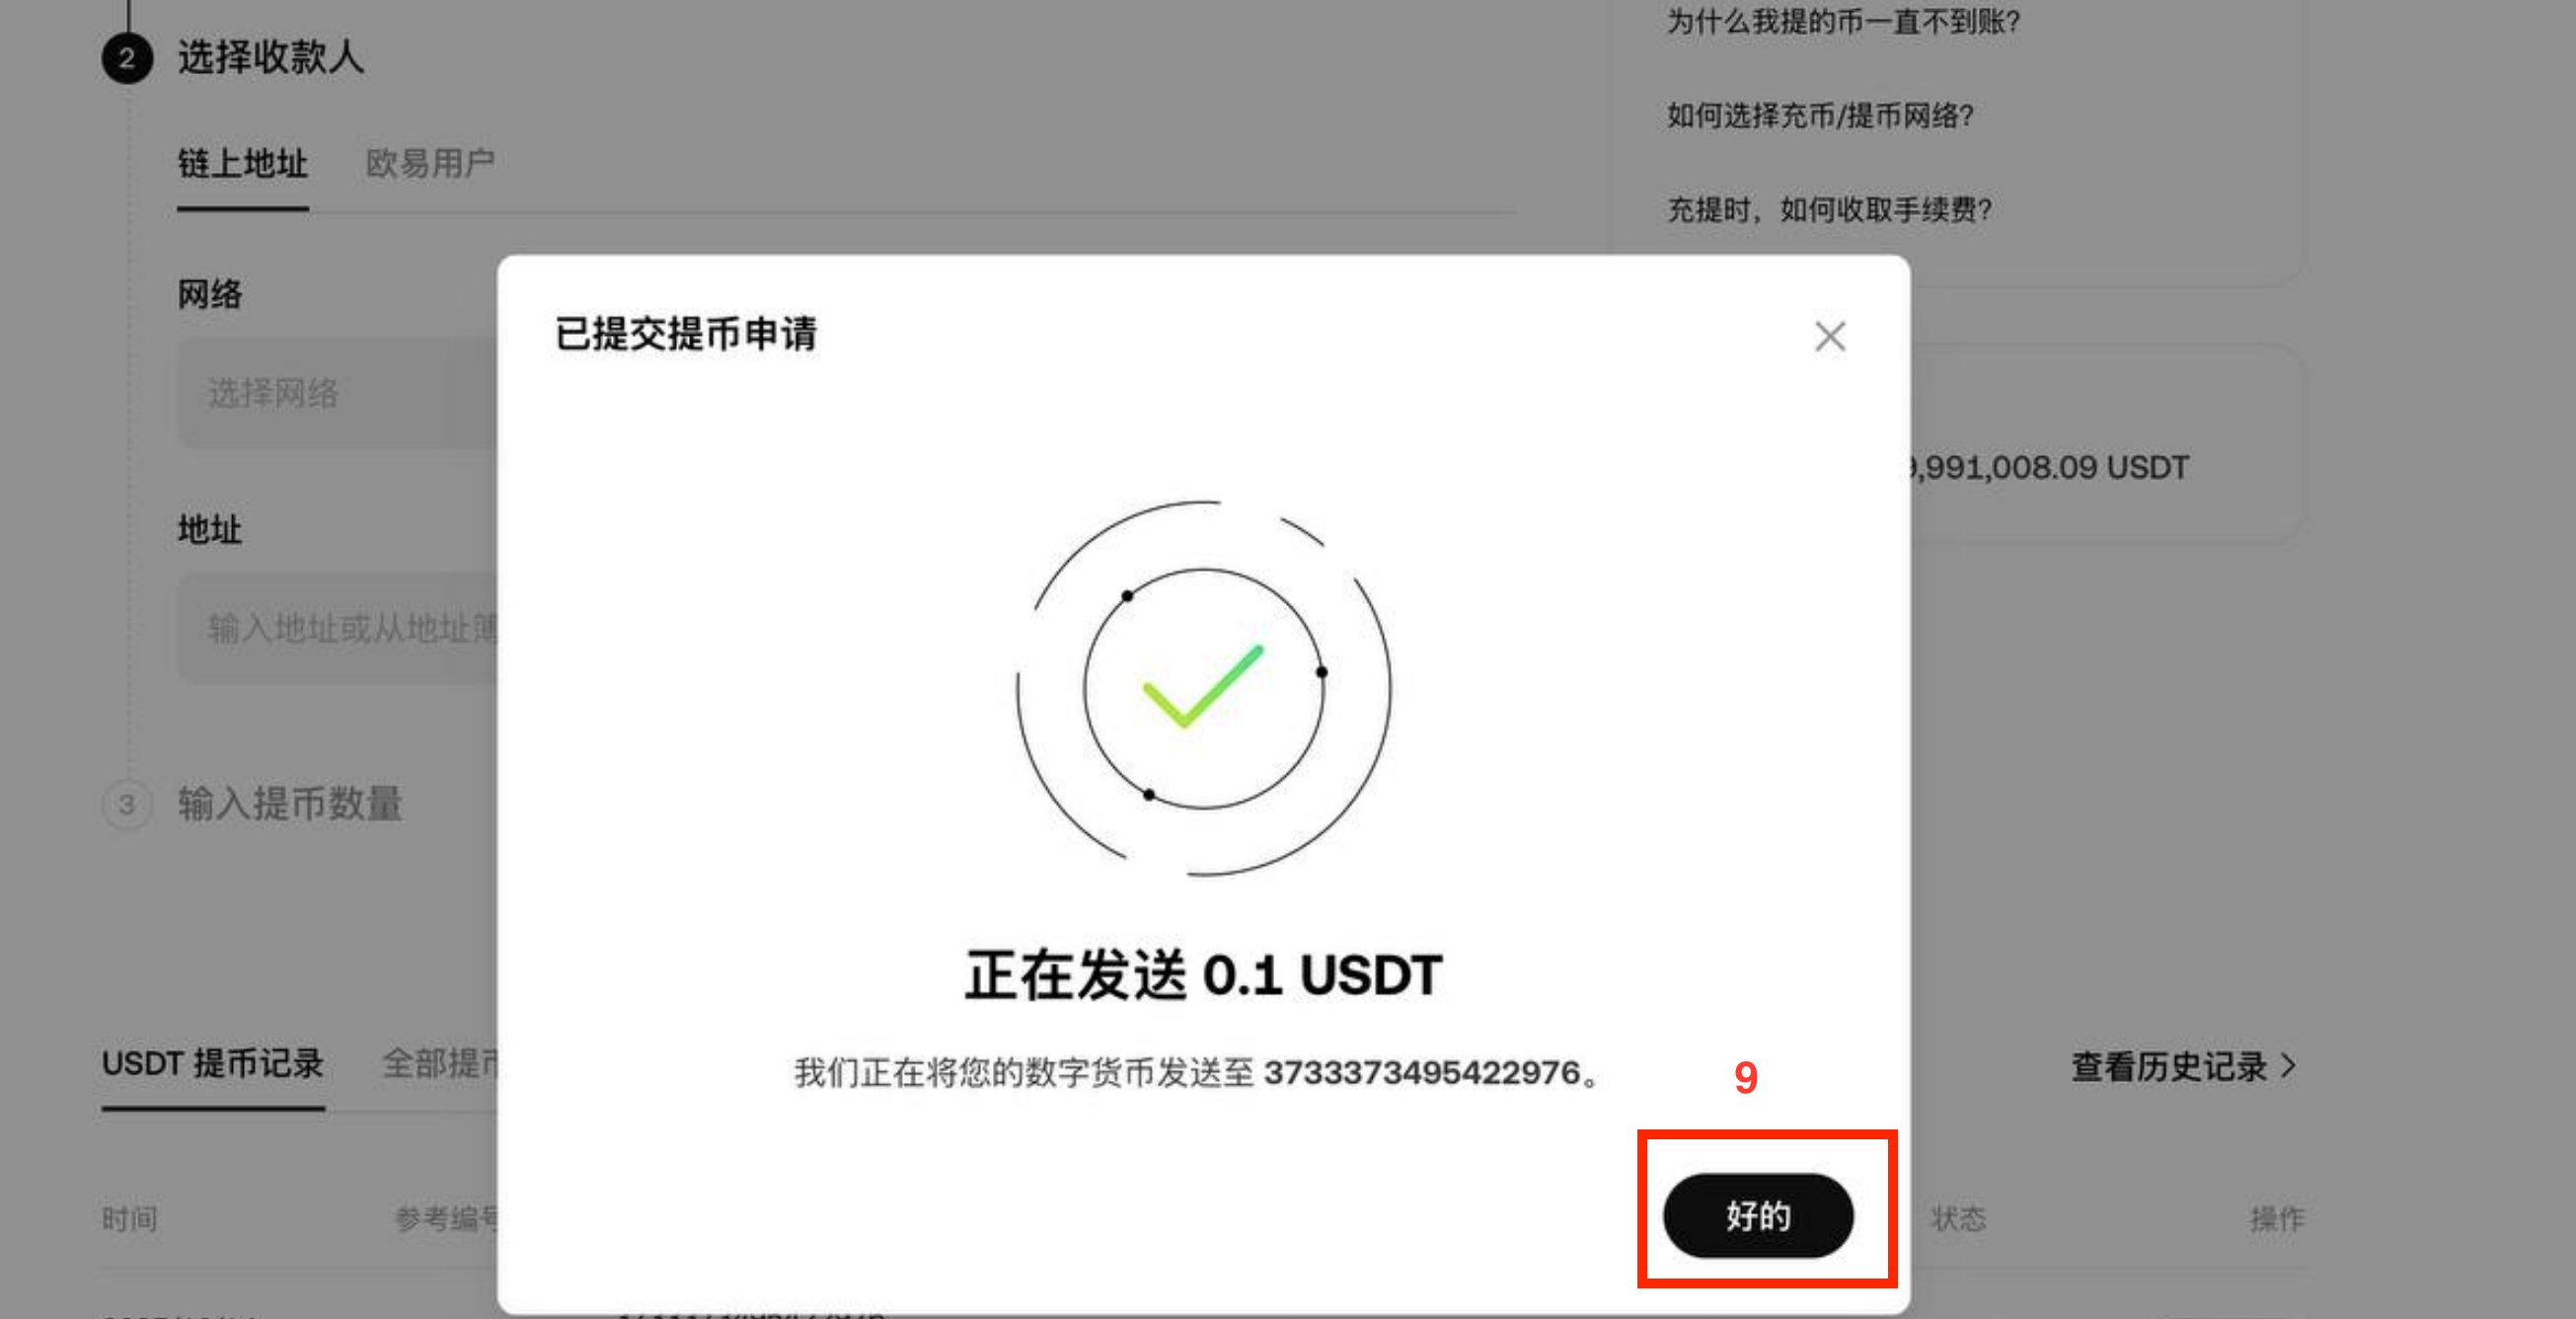 2 选择收款人
链上地址 欧易用户
网络
选择网络
地址
输入地址或从地址簿
3 输入提币数量
为什么我提的币一直不到账?
如何选择充币/提币网络?
充提时，如何收取手续费?
9,991,008.09 USDT
已提交提币申请
正在发送 0.1 USDT
我们正在将您的数字货币发送至 3733373495422976。
9
好的
USDT 提币记录 全部提币
查看历史记录
时间 参考编号 状态 操作